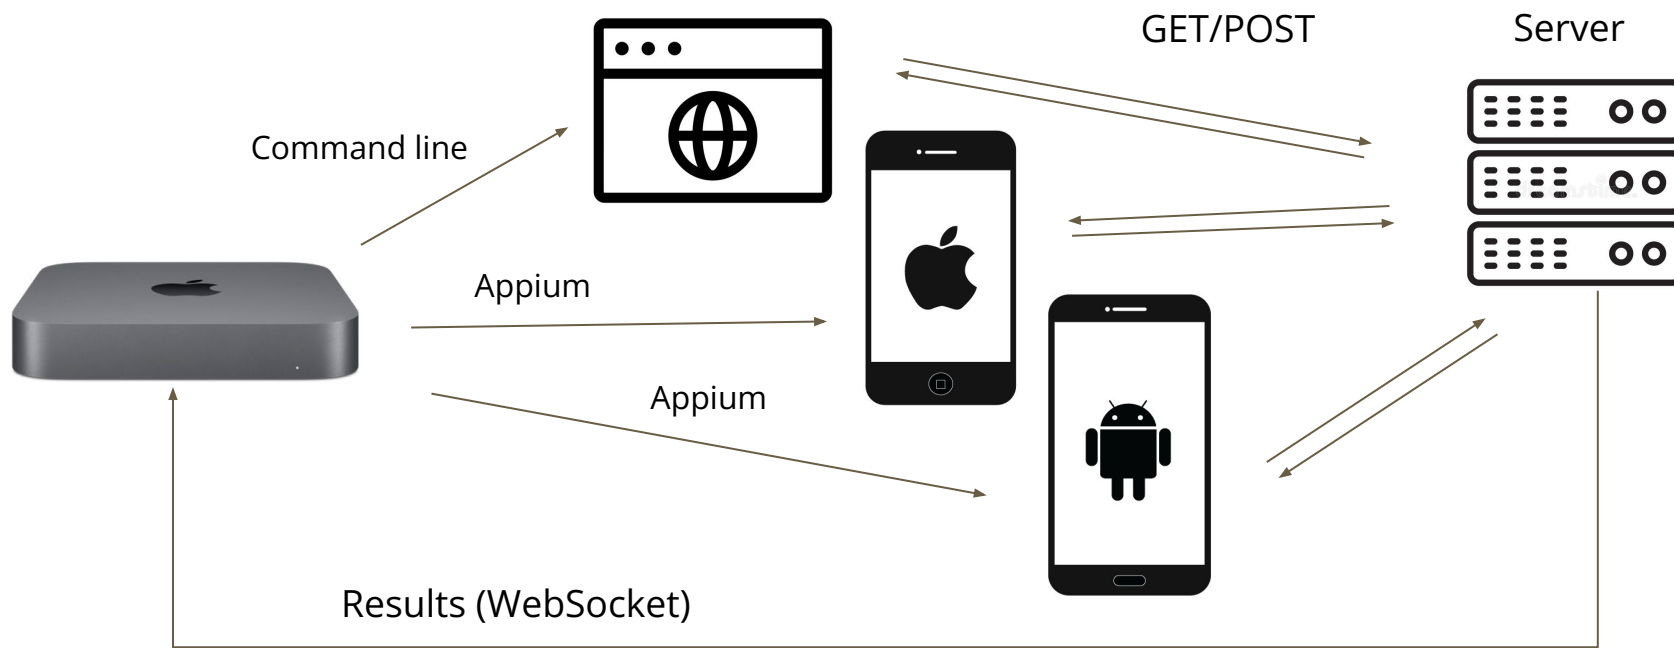 GET/POST
Server
Command line
Appium
Appium
Results (WebSocket)